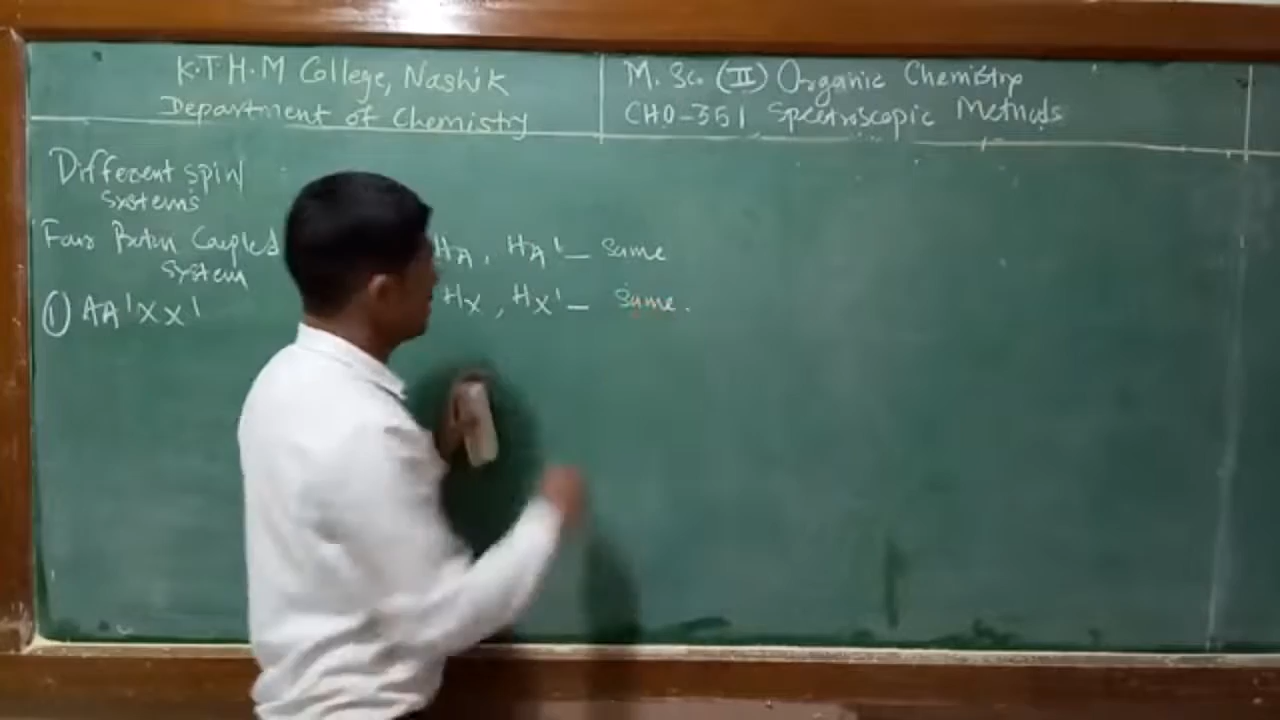 K.T.H.M College, Nashik
Department of Chemistry
M. Sc. (II) Organic Chemistry
CHO-351 Spectroscopic Methods
Different spin
systems
Four Proton Coupled
system
① AA'XX'
HA, HA' — Same
HX, HX' — Same.